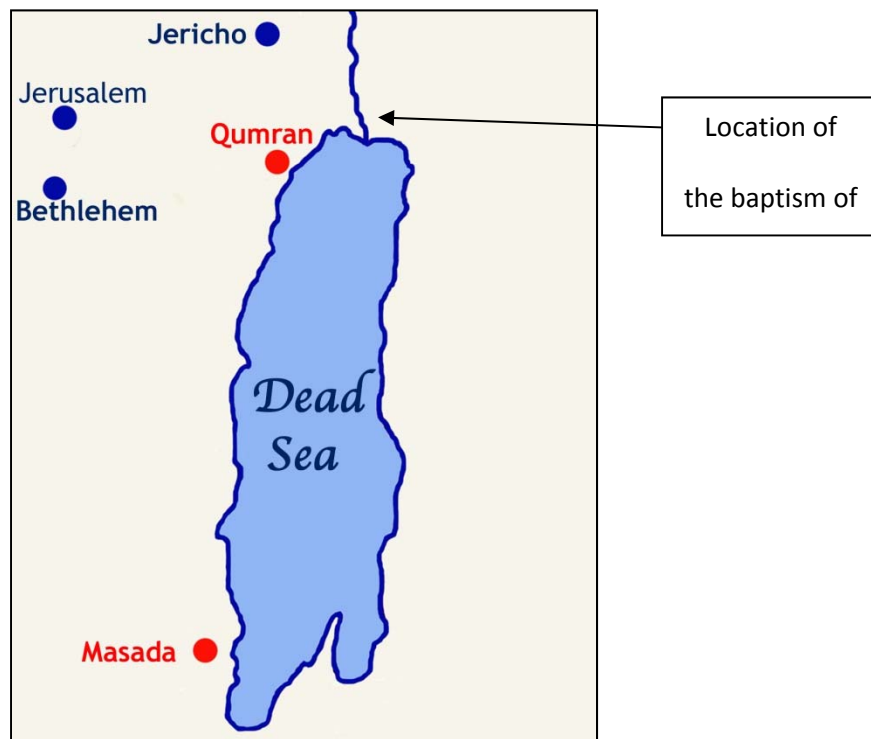 Jericho
Jerusalem
Qumran
Bethlehem
Dead
Sea
Masada
Location of
the baptism of